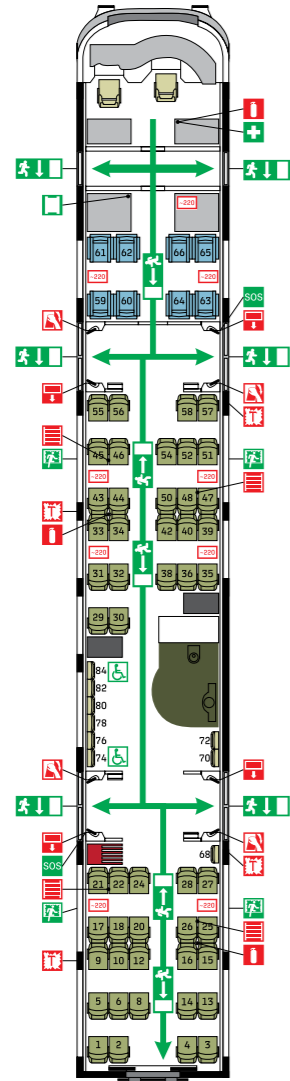 ~220
61 62 66 65
~220 ~220
59 60 64 63
SOS
55 56 58 57
45 46 54 52 51
~220 ~220
43 44 50 48 47
T
T
33 34 42 40 39
~220 ~220
31 32 38 36 35
29 30
84
82
80
78
76 72
74 70
SOS
68
T
21 22 24 28 27
~220 ~220
17 18 20 26 25
T
9 10 12 16 15
5 6 8 14 13
1 2 4 3